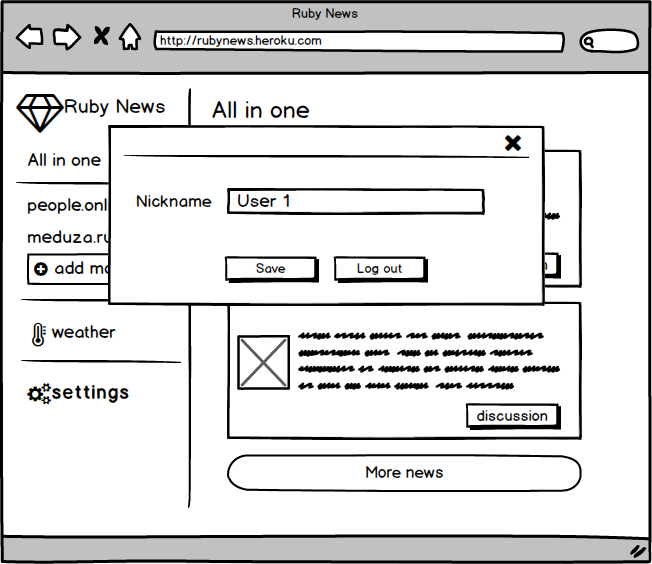 Ruby News
http://rubynews.heroku.com
Ruby News
All in one
All in one
people.onl
meduza.ru
add mo
weather
settings
Nickname
User 1
Save
Log out
discussion
More news